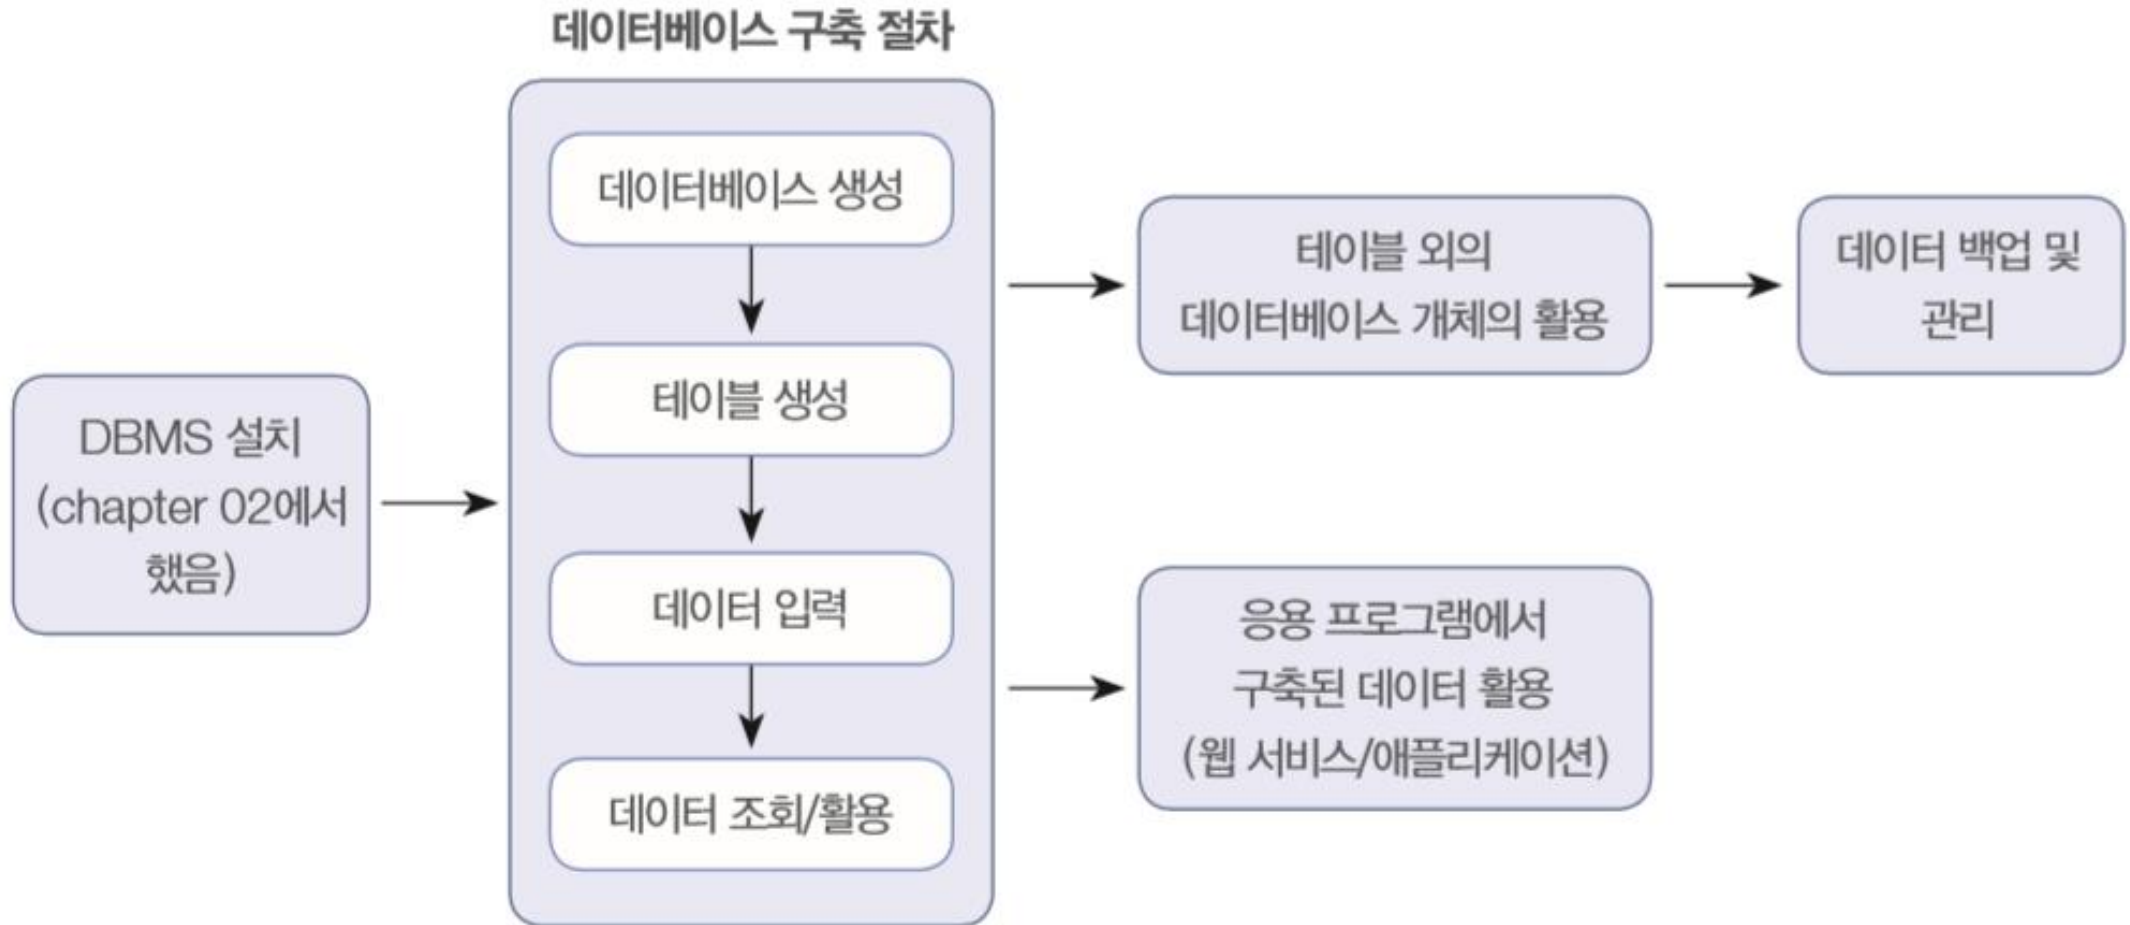 데이터베이스 구축 절차
DBMS 설치
(chapter 02에서
했음)
데이터베이스 생성
테이블 생성
데이터 입력
데이터 조회/활용
테이블 외의
데이터베이스 개체의 활용
데이터 백업 및
관리
응용 프로그램에서
구축된 데이터 활용
(웹 서비스/애플리케이션)